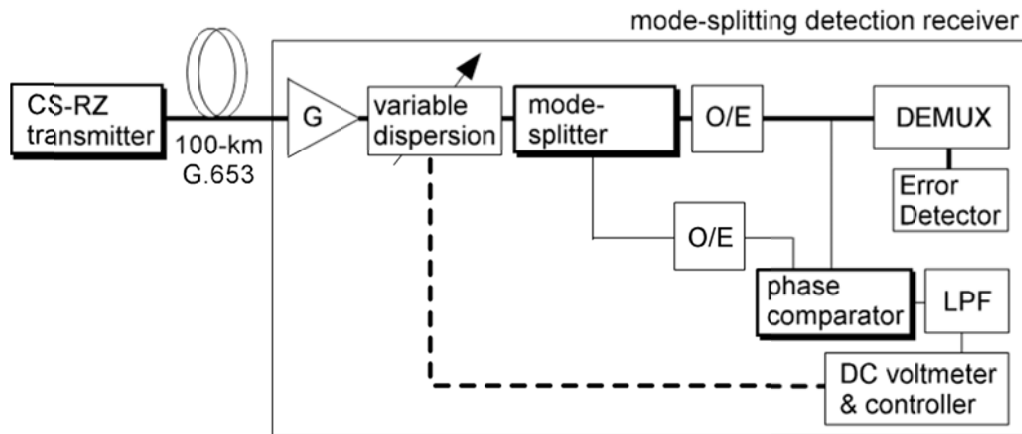 mode-splitting detection receiver
CS-RZ
transmitter
100-km
G.653
G
variable
dispersion
mode-
splitter
O/E
DEMUX
Error
Detector
O/E
phase
comparator
LPF
DC voltmeter
& controller